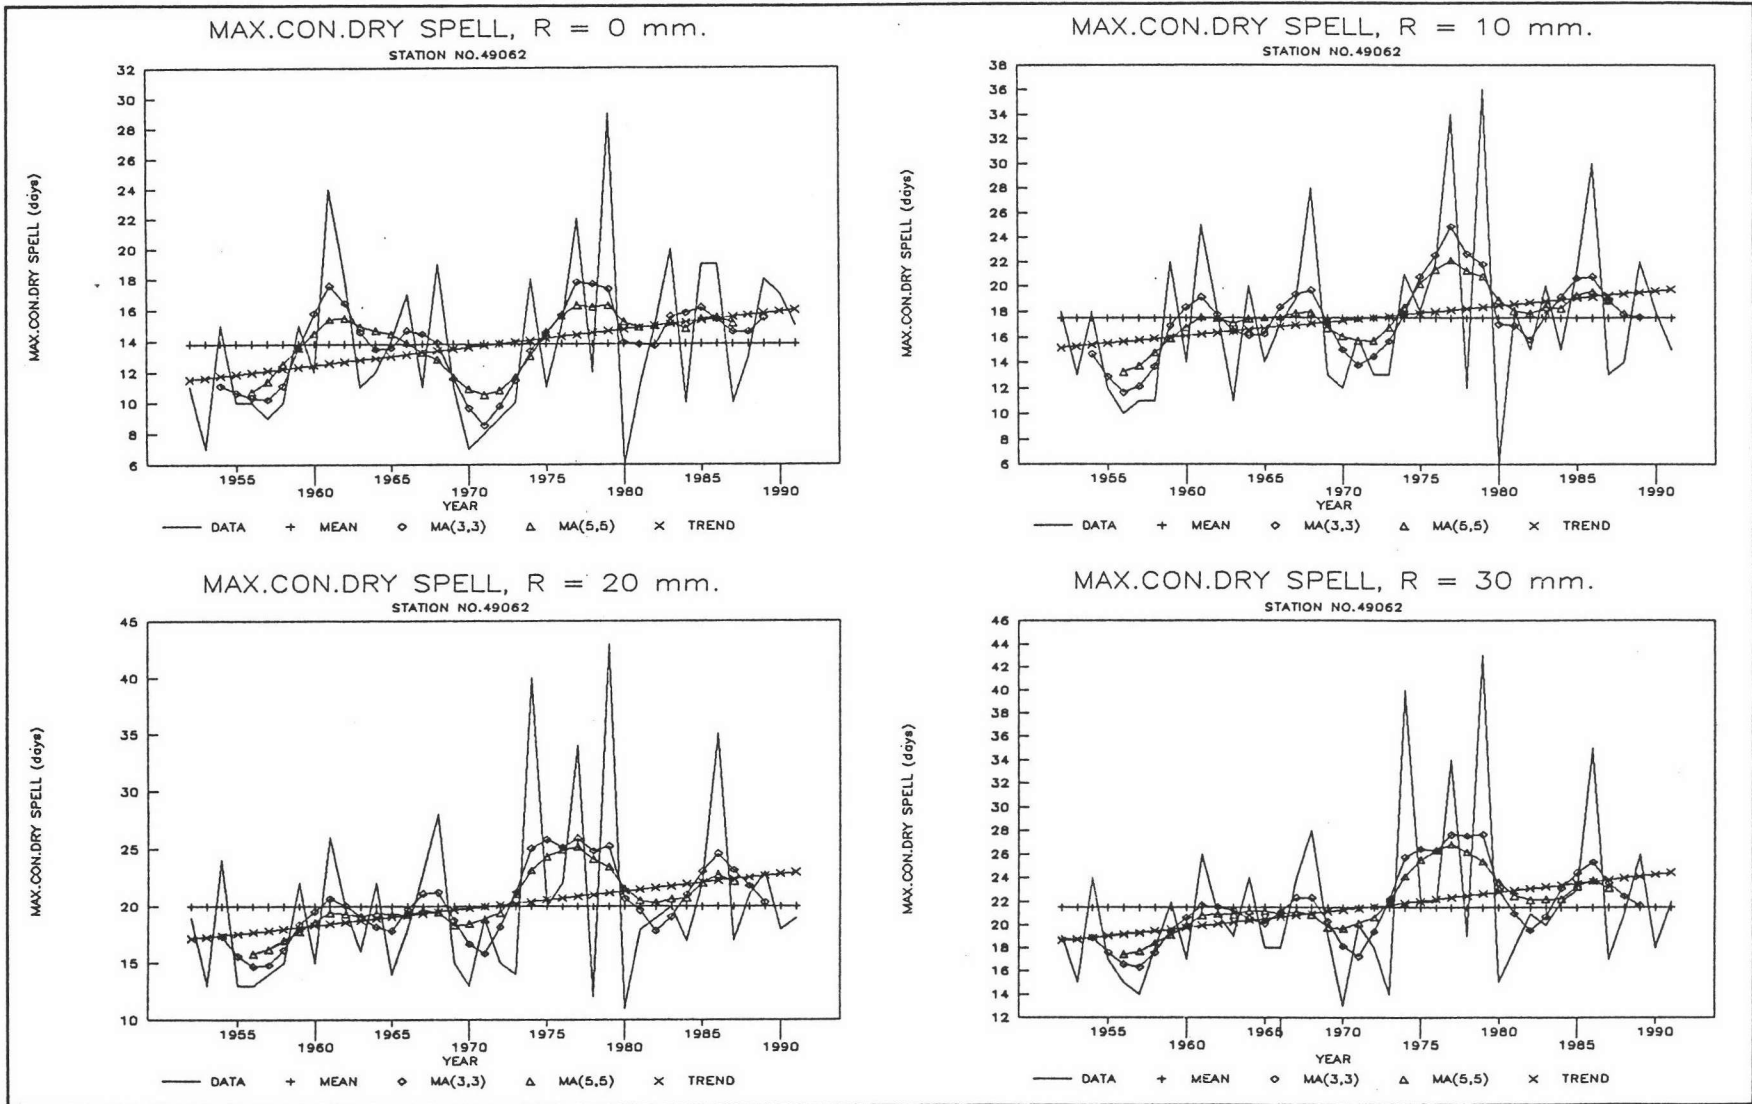 MAX.CON.DRY SPELL, R = 0 mm.
STATION NO.49062
MAX.CON.DRY SPELL (days)
32
30
28
26
24
22
20
18
16
14
12
10
8
6
1955 1960 1965 1970 1975 1980 1985 1990
YEAR
DATA MEAN MA(3,3) MA(5,5) TREND
MAX.CON.DRY SPELL, R = 10 mm.
STATION NO.49062
MAX.CON.DRY SPELL (days)
38
36
34
32
30
28
26
24
22
20
18
16
14
12
10
8
6
1955 1960 1965 1970 1975 1980 1985 1990
YEAR
DATA MEAN MA(3,3) MA(5,5) TREND
MAX.CON.DRY SPELL, R = 20 mm.
STATION NO.49062
MAX.CON.DRY SPELL (days)
45
40
35
30
25
20
15
10
1955 1960 1965 1970 1975 1980 1985 1990
YEAR
DATA MEAN MA(3,3) MA(5,5) TREND
MAX.CON.DRY SPELL, R = 30 mm.
STATION NO.49062
MAX.CON.DRY SPELL (days)
46
44
42
40
38
36
34
32
30
28
26
24
22
20
18
16
14
12
1955 1960 1965 1970 1975 1980 1985 1990
YEAR
DATA MEAN MA(3,3) MA(5,5) TREND